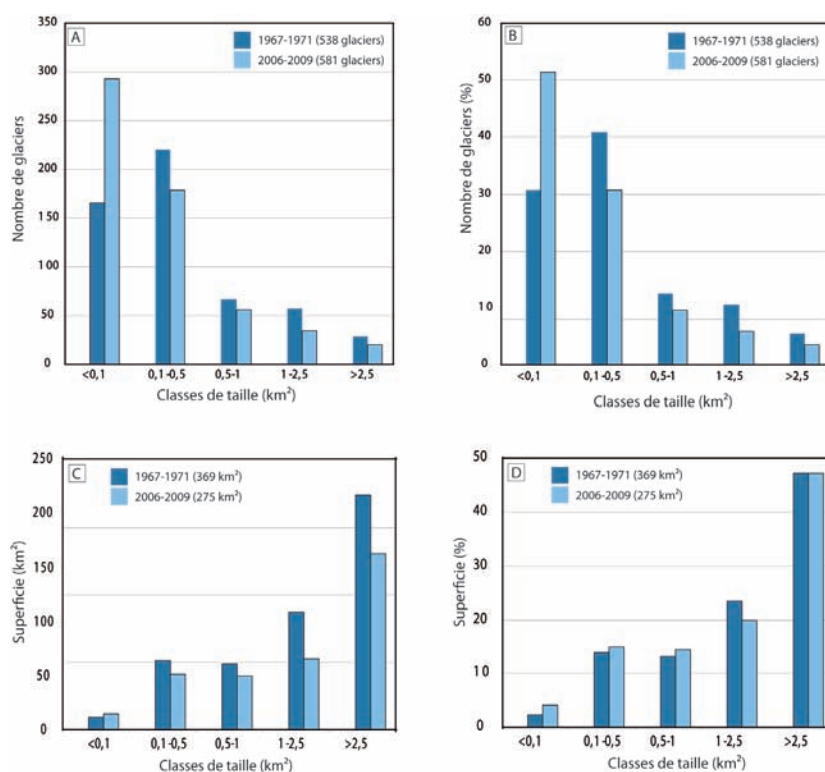 A
1967-1971 (538 glaciers)
2006-2009 (581 glaciers)
Nombre de glaciers
350
300
250
200
150
100
50
0
<0,1
0,1-0,5
0,5-1
1-2,5
>2,5
Classes de taille (km²)
B
1967-1971 (538 glaciers)
2006-2009 (581 glaciers)
Nombre de glaciers (%)
60
50
40
30
20
10
0
<0,1
0,1-0,5
0,5-1
1-2,5
>2,5
Classes de taille (km²)
C
1967-1971 (369 km²)
2006-2009 (275 km²)
Superficie (km²)
250
200
150
100
50
0
<0,1
0,1-0,5
0,5-1
1-2,5
>2,5
Classes de taille (km²)
D
1967-1971 (369 km²)
2006-2009 (275 km²)
Superficie (%)
50
40
30
20
10
0
<0,1
0,1-0,5
0,5-1
1-2,5
>2,5
Classes de taille (km²)